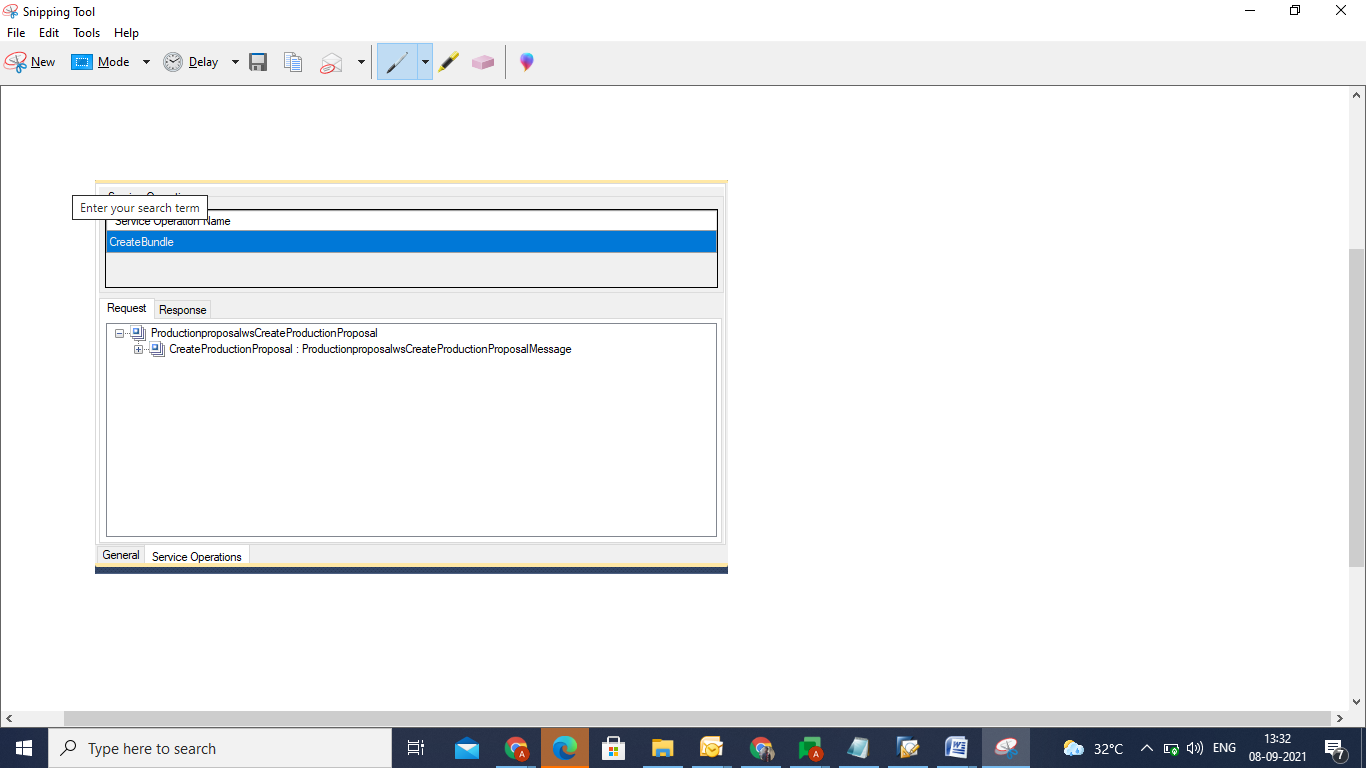 Snipping Tool
File Edit Tools Help
New Mode Delay
Enter your search term
Service Operation Name
CreateBundle
Request Response
ProductionproposalwsCreateProductionProposal
CreateProductionProposal : ProductionproposalwsCreateProductionProposalMessage
General Service Operations
Type here to search
32°C ENG 13:32
08-09-2021
7